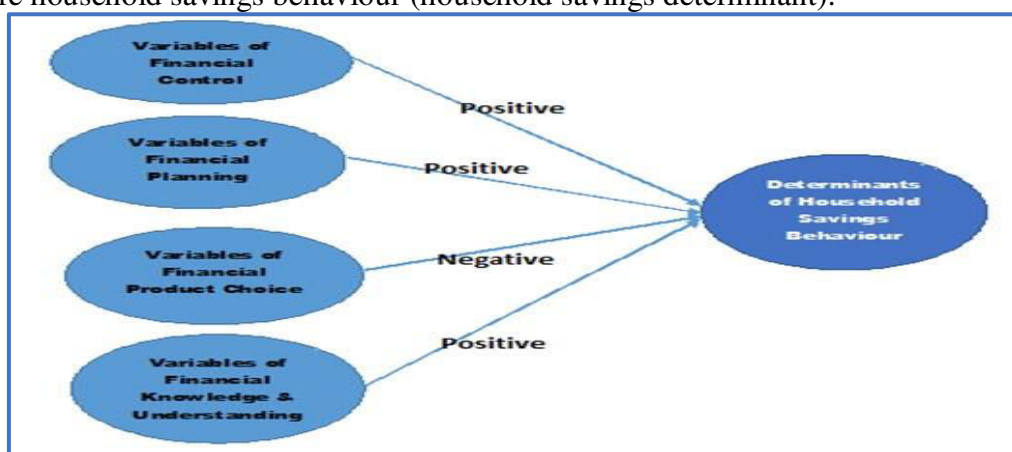 re household savings behaviour (household savings determinant).
Variables of
Financial
Control
Positive
Variables of
Financial
Planning
Positive
Determinants
of Household
Savings
Behaviour
Variables of
Financial
Product Choice
Negative
Variables of
Financial
Knowledge &
Understanding
Positive